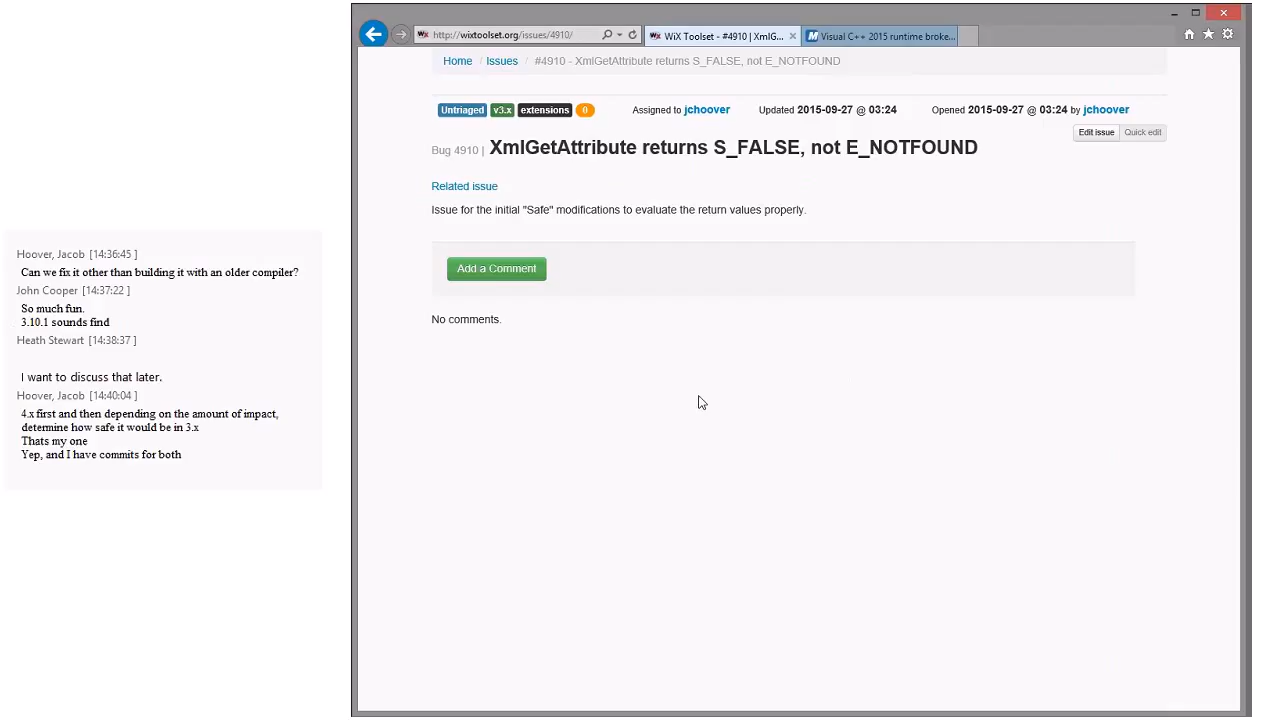 Hoover, Jacob [14:36:45 ]
Can we fix it other than building it with an older compiler?
John Cooper [14:37:22 ]
So much fun.
3.10.1 sounds find
Heath Stewart [14:38:37 ]
I want to discuss that later.
Hoover, Jacob [14:40:04 ]
4.x first and then depending on the amount of impact,
determine how safe it would be in 3.x
Thats my one
Yep, and I have commits for both
http://wixtoolset.org/issues/4910/
WiX Toolset - #4910 | XmlG...
Visual C++ 2015 runtime broke...
Home / Issues / #4910 - XmlGetAttribute returns S_FALSE, not E_NOTFOUND
Untriaged v3.x extensions 0 Assigned to jchoover Updated 2015-09-27 @ 03:24 Opened 2015-09-27 @ 03:24 by jchoover
Edit issue Quick edit
Bug 4910 | XmlGetAttribute returns S_FALSE, not E_NOTFOUND
Related issue
Issue for the initial "Safe" modifications to evaluate the return values properly.
Add a Comment
No comments.